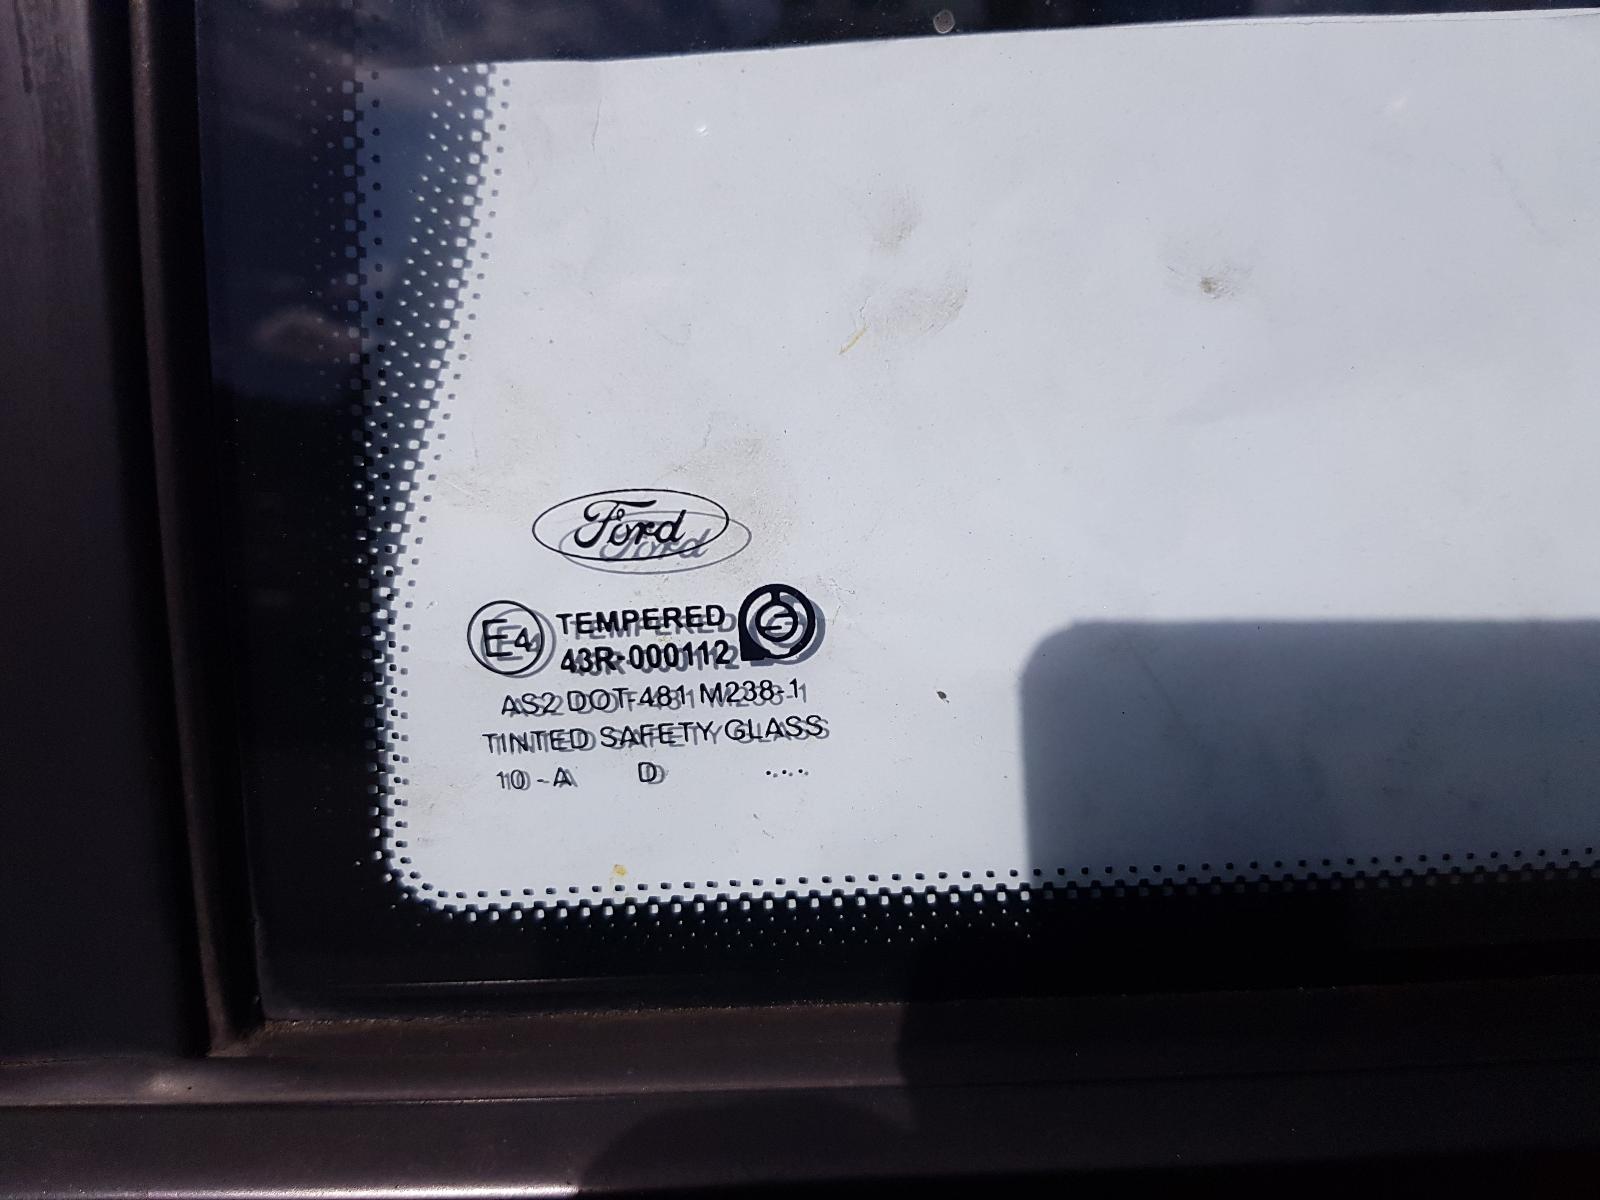 Ford
E4 TEMPERED
43R-000112
AS2 DOT-481 M238-1
TINTED SAFETY GLASS
10 -A D ....